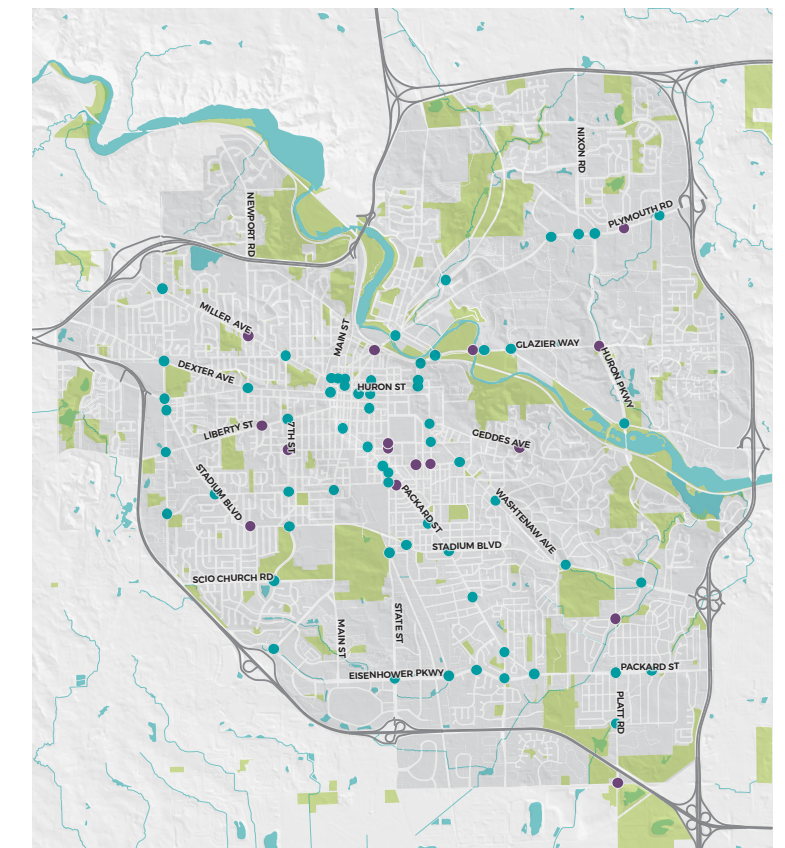 NIXON RD
PLYMOUTH RD
NEWPORT RD
MILLER AVE
MAIN ST
GLAZIER WAY
HURON PKWY
DEXTER AVE
HURON ST
LIBERTY ST
7TH ST
GEDDES AVE
STADIUM BLVD
PACKARD ST
WASHTENAW AVE
STADIUM BLVD
SCIO CHURCH RD
MAIN ST
STATE ST
EISENHOWER PKWY
PACKARD ST
PLATT RD